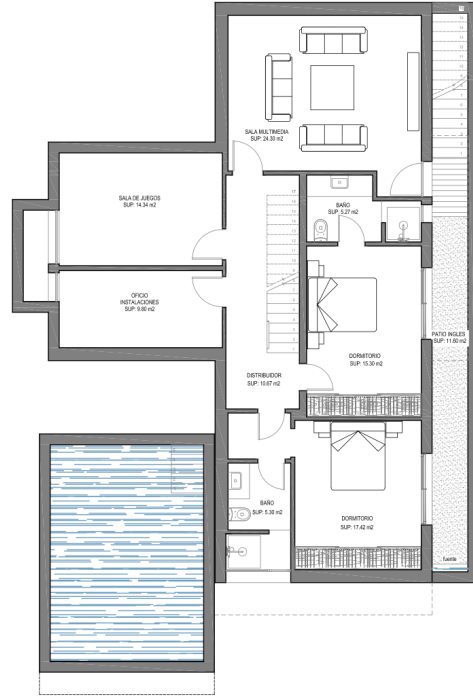 SALA MULTIMEDIA
SUP: 24.30 m2
SALA DE JUEGOS
SUP: 14.34 m2
BAÑO
SUP: 5.27 m2
OFICIO
INSTALACIONES
SUP: 9.80 m2
PATIO INGLES
SUP: 11.80 m2
DORMITORIO
SUP: 15.30 m2
DISTRIBUIDOR
SUP: 10.67 m2
BAÑO
SUP: 5.30 m2
DORMITORIO
SUP: 17.42 m2
fuente